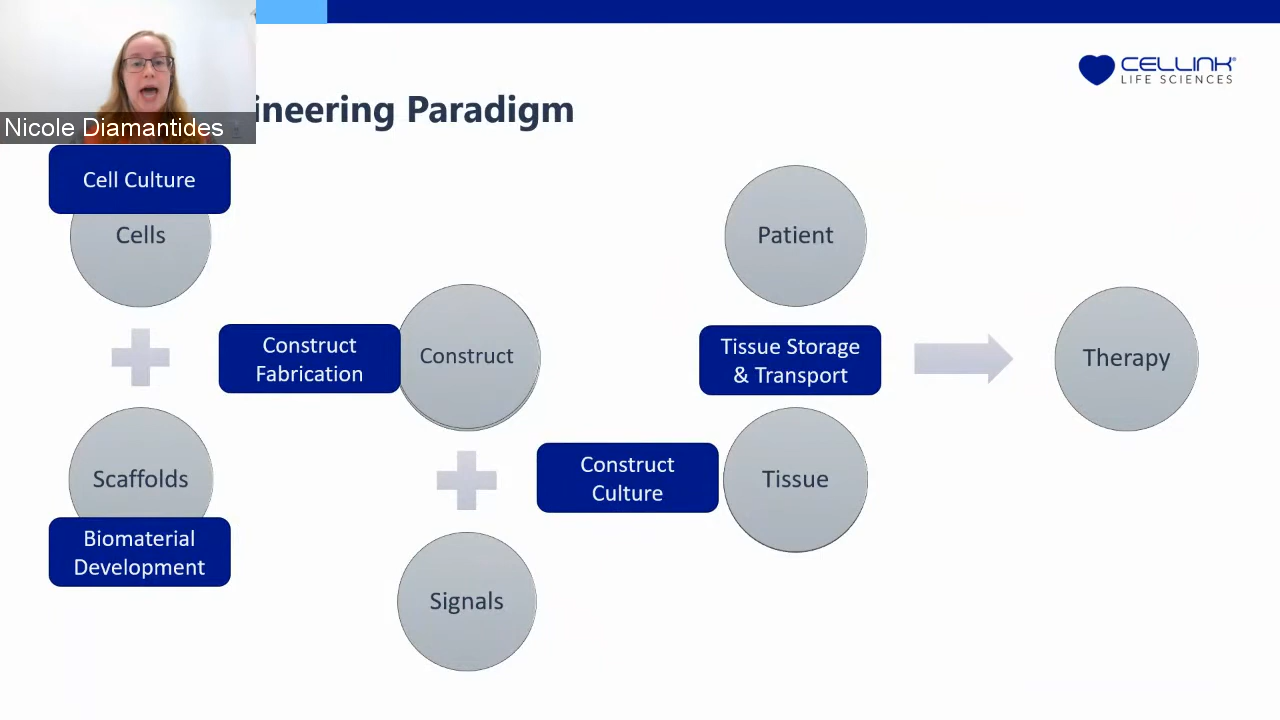 CELLINK
LIFE SCIENCES
ineering Paradigm
Nicole Diamantides
Cell Culture
Cells
Construct
Fabrication
Construct
Scaffolds
Biomaterial
Development
Signals
Construct
Culture
Patient
Tissue Storage
& Transport
Tissue
Therapy